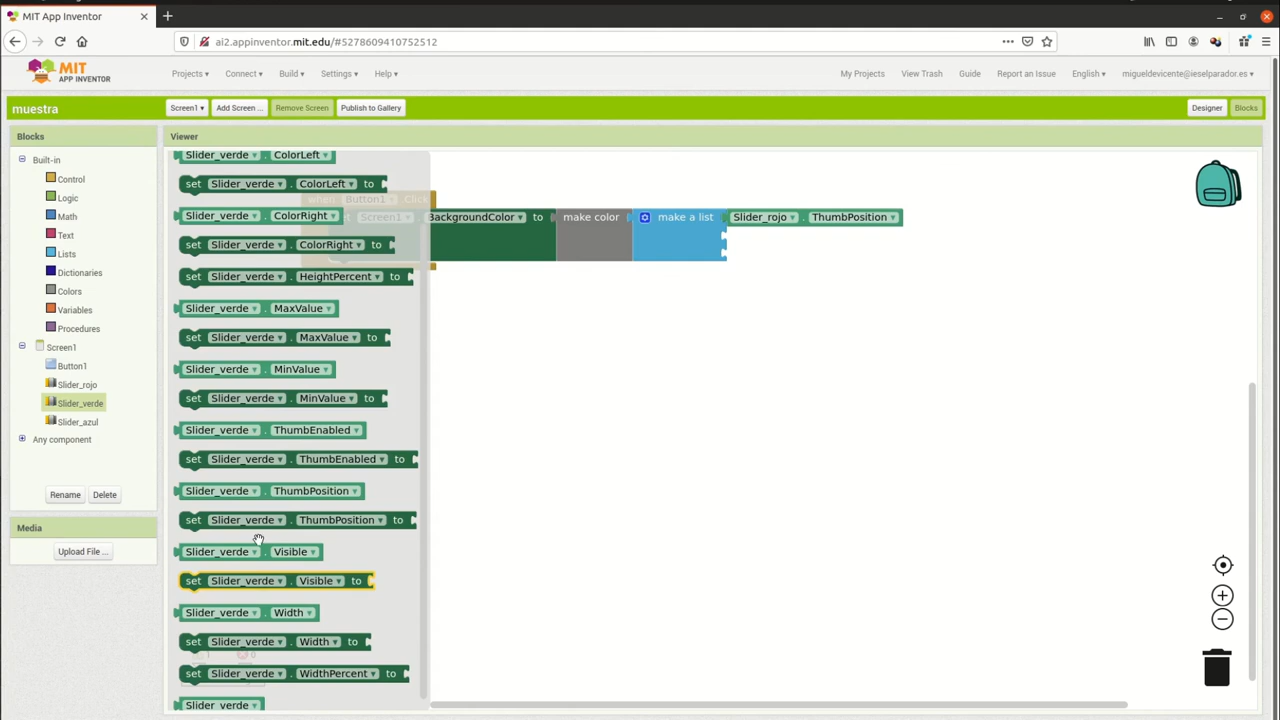 MIT App Inventor
ai2.appinventor.mit.edu/#5278609410752512
MIT
APP INVENTOR
Projects Connect Build Settings Help My Projects View Trash Guide Report an Issue English migueldevicente@ieselparador.es
muestra Screen1 Add Screen ... Remove Screen Publish to Gallery Designer Blocks
Blocks
Built-in
Control
Logic
Math
Text
Lists
Dictionaries
Colors
Variables
Procedures
Screen1
Button1
Slider_rojo
Slider_verde
Slider_azul
Any component
Rename Delete
Media
Upload File ...
Viewer
Slider_verde . ColorLeft
set Slider_verde . ColorLeft to
Slider_verde . ColorRight
set Slider_verde . ColorRight to
set Slider_verde . HeightPercent to
Slider_verde . MaxValue
set Slider_verde . MaxValue to
Slider_verde . MinValue
set Slider_verde . MinValue to
Slider_verde . ThumbEnabled
set Slider_verde . ThumbEnabled to
Slider_verde . ThumbPosition
set Slider_verde . ThumbPosition to
Slider_verde . Visible
set Slider_verde . Visible to
Slider_verde . Width
set Slider_verde . Width to
set Slider_verde . WidthPercent to
Slider_verde
when Button1 . Click
set Screen1 . BackgroundColor to make color make a list Slider_rojo . ThumbPosition